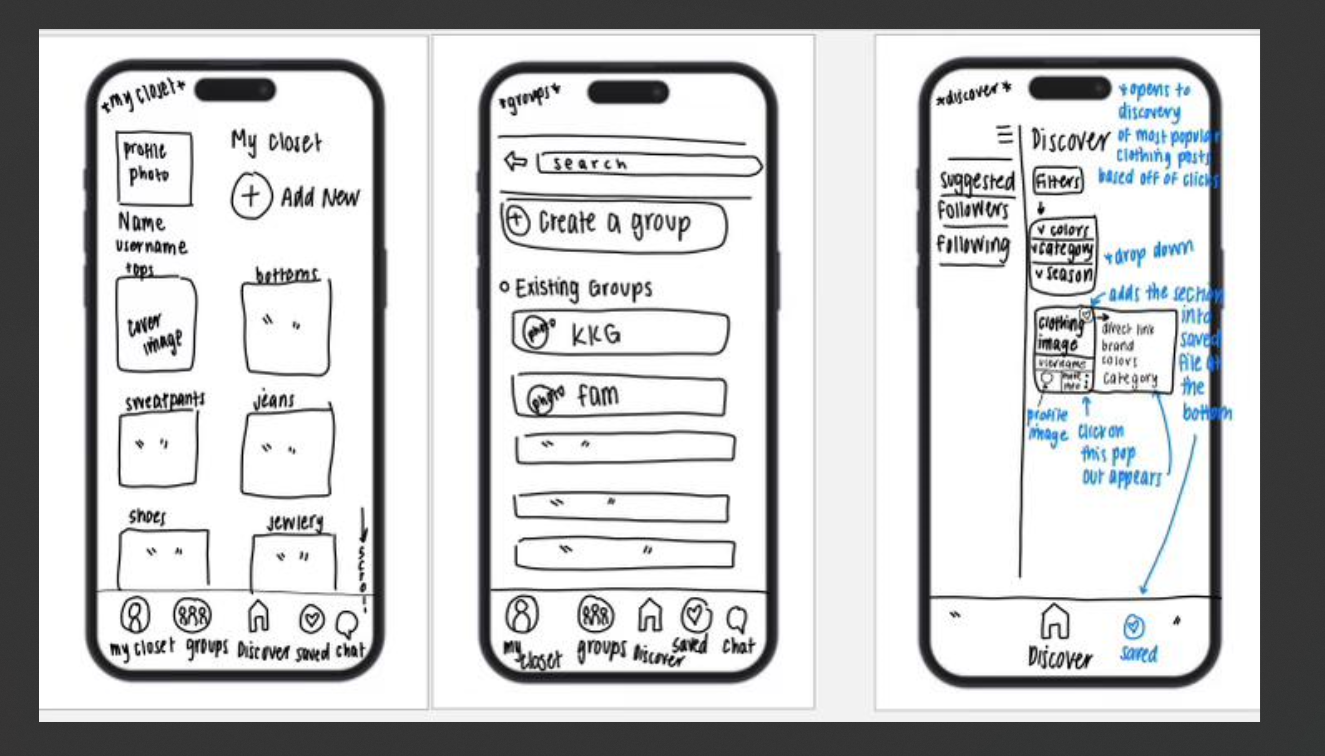 *my closet*
profile
photo
My Closet
+ Add New
Name
username
tops
bottoms
cover
image
" "
sweatpants
jeans
" "
" "
shoes
jewlery
" "
" "
scroll
my closet groups Discover saved chat
*groups*
search
+ Create a group
Existing Groups
photo KKG
photo fam
" "
" "
" "
my
closet groups Discover saved chat
*discover*
*opens to
discovery
of most popular
clothing posts
based off of clicks
Suggested
Followers
Following
Discover
Filters
v colors
v category
v season
*drop down
adds the section
into
saved
file at
the
bottom
clothing
image
username
more
info
direct link
brand
colors
category
profile
image
click on
this pop
out appears
" "
Discover
saved